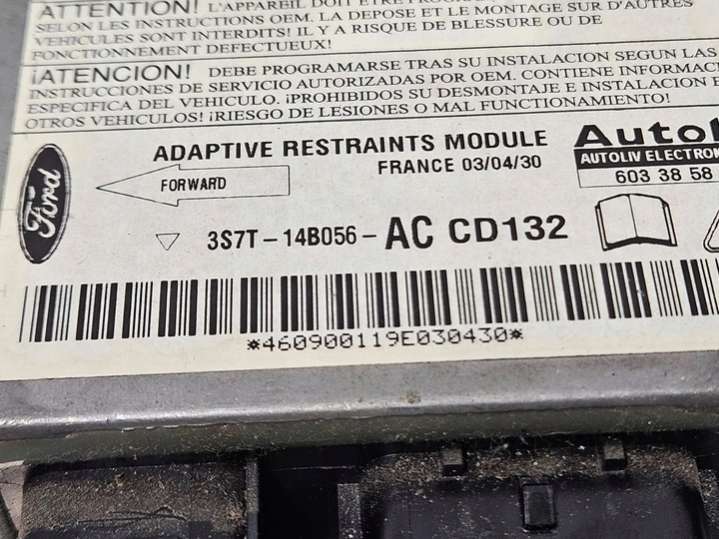 ATTENTION! L'APPAREIL DOIT ETRE
SELON LES INSTRUCTIONS OEM. LA DEPOSE ET LE MONTAGE SUR D'AUTRES
VEHICULES SONT INTERDITS! IL Y A RISQUE DE BLESSURE OU DE
FONCTIONNEMENT DEFECTUEUX!
¡ATENCION! DEBE PROGRAMARSE TRAS SU INSTALACION SEGUN LAS
INSTRUCCIONES DE SERVICIO AUTORIZADAS POR OEM. CONTIENE INFORMAC
ESPECIFICA DEL VEHICULO. ¡PROHIBIDOS SU DESMONTAJE E INSTALACION E
OTROS VEHICULOS! ¡RIESGO DE LESIONES O MAL FUNCTIONAMIENTO!
ADAPTIVE RESTRAINTS MODULE
FRANCE 03/04/30
Autol
AUTOLIV ELECTRON
603 38 58
Ford
FORWARD
3S7T-14B056-AC CD132
*460900119E030430*